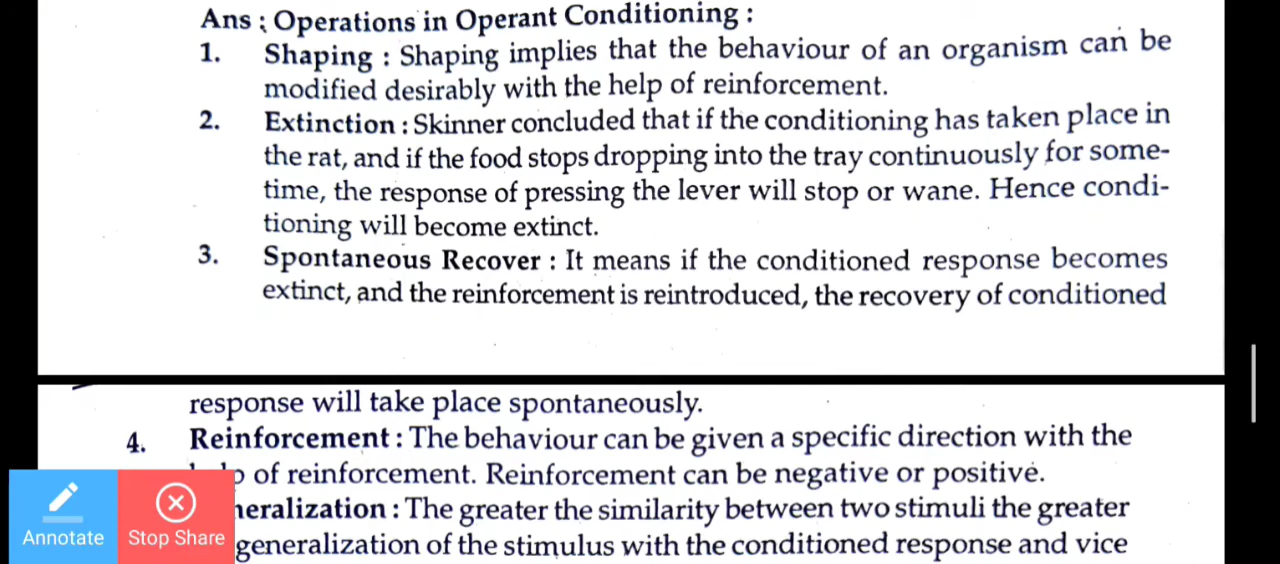 Ans : Operations in Operant Conditioning :
1. Shaping : Shaping implies that the behaviour of an organism can be
modified desirably with the help of reinforcement.
2. Extinction : Skinner concluded that if the conditioning has taken place in
the rat, and if the food stops dropping into the tray continuously for some-
time, the response of pressing the lever will stop or wane. Hence condi-
tioning will become extinct.
3. Spontaneous Recover : It means if the conditioned response becomes
extinct, and the reinforcement is reintroduced, the recovery of conditioned
response will take place spontaneously.
4. Reinforcement : The behaviour can be given a specific direction with the
of reinforcement. Reinforcement can be negative or positive.
neralization : The greater the similarity between two stimuli the greater
generalization of the stimulus with the conditioned response and vice
Annotate
Stop Share